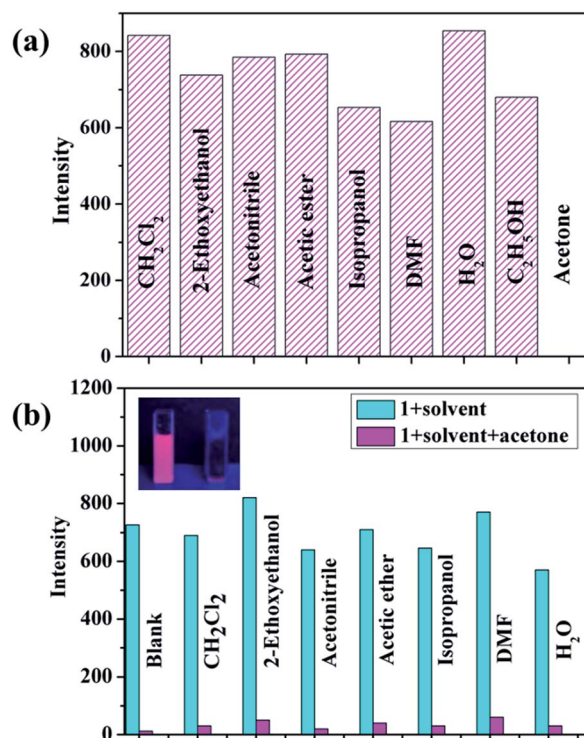 (a)
800
600
400
200
0
Intensity
CH2Cl2
2-Ethoxyethanol
Acetonitrile
Acetic ester
Isopropanol
DMF
H2O
C2H5OH
Acetone
(b)
1200
1000
800
600
400
200
0
Intensity
1+solvent
1+solvent+acetone
Blank
CH2Cl2
2-Ethoxyethanol
Acetonitrile
Acetic ether
Isopropanol
DMF
H2O